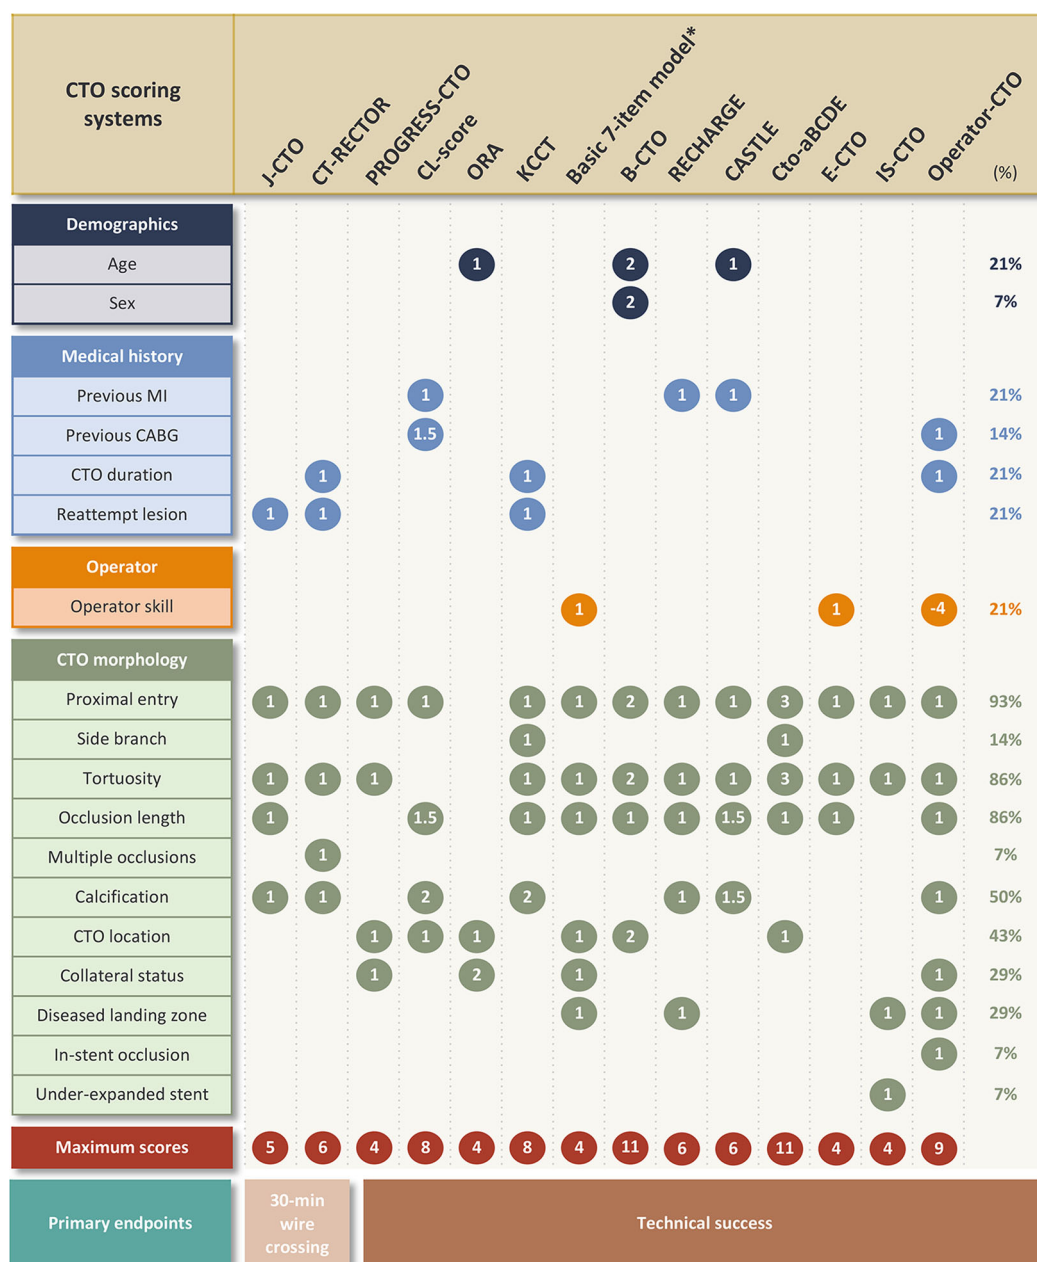 CTO scoring
systems
J-CTO
CT-RECTOR
PROGRESS-CTO
CL-score
ORA
KCCT
Basic 7-item model*
B-CTO
RECHARGE
CASTLE
Cto-aBCDE
E-CTO
IS-CTO
Operator-CTO
(%)
Demographics
Age 1 2 1 21%
Sex 2 7%
Medical history
Previous MI 1 1 1 21%
Previous CABG 1.5 1 14%
CTO duration 1 1 1 21%
Reattempt lesion 1 1 1 21%
Operator
Operator skill 1 1 -4 21%
CTO morphology
Proximal entry 1 1 1 1 1 1 2 1 1 3 1 1 1 93%
Side branch 1 1 14%
Tortuosity 1 1 1 1 1 2 1 1 3 1 1 1 86%
Occlusion length 1 1.5 1 1 1 1 1.5 1 1 1 86%
Multiple occlusions 1 7%
Calcification 1 1 2 2 1 1.5 1 50%
CTO location 1 1 1 1 2 1 43%
Collateral status 1 2 1 1 29%
Diseased landing zone 1 1 1 1 29%
In-stent occlusion 1 7%
Under-expanded stent 1 7%
Maximum scores 5 6 4 8 4 8 4 11 6 6 11 4 4 9
Primary endpoints
30-min
wire
crossing
Technical success